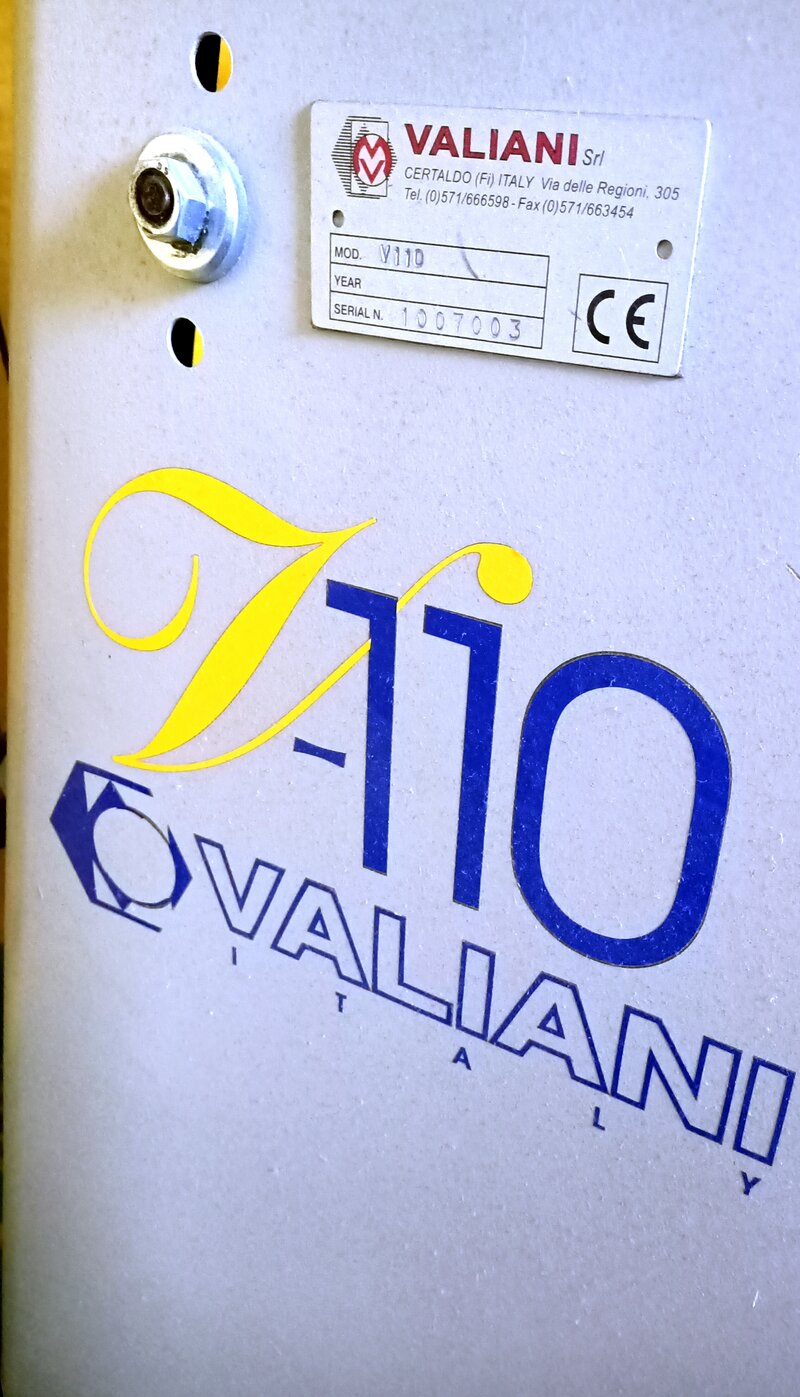 VALIANI Srl
CERTALDO (Fi) ITALY Via delle Regioni, 305
Tel. (0)571/666598 - Fax (0)571/663454
MOD. V110
YEAR
SERIAL N. 1007003
CE
V-110
VALIANI
ITALY